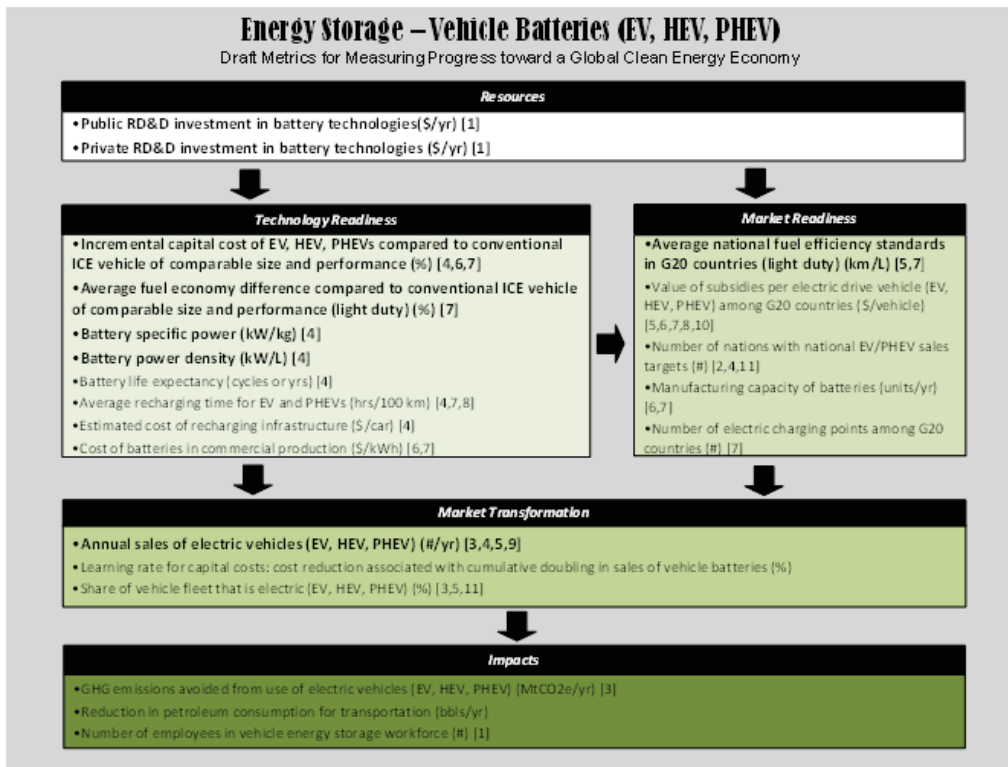 Energy Storage – Vehicle Batteries (EV, HEV, PHEV)
Draft Metrics for Measuring Progress toward a Global Clean Energy Economy
Resources
•Public RD&D investment in battery technologies($/yr) [1]
•Private RD&D investment in battery technologies ($/yr) [1]
Technology Readiness
•Incremental capital cost of EV, HEV, PHEVs compared to conventional
ICE vehicle of comparable size and performance (%) [4,6,7]
•Average fuel economy difference compared to conventional ICE vehicle
of comparable size and performance (light duty) (%) [7]
•Battery specific power (kW/kg) [4]
•Battery power density (kW/L) [4]
•Battery life expectancy (cycles or yrs) [4]
•Average recharging time for EV and PHEVs (hrs/100 km) [4,7,8]
•Estimated cost of recharging infrastructure ($/car) [4]
•Cost of batteries in commercial production ($/kWh) [6,7]
Market Readiness
•Average national fuel efficiency standards
in G20 countries (light duty) (km/L) [5,7]
•Value of subsidies per electric drive vehicle (EV,
HEV, PHEV) among G20 countries ($/vehicle)
[5,6,7,8,10]
•Number of nations with national EV/PHEV sales
targets (#) [2,4,11]
•Manufacturing capacity of batteries (units/yr)
[6,7]
•Number of electric charging points among G20
countries (#) [7]
Market Transformation
•Annual sales of electric vehicles (EV, HEV, PHEV) (#/yr) [3,4,5,9]
•Learning rate for capital costs: cost reduction associated with cumulative doubling in sales of vehicle batteries (%)
•Share of vehicle fleet that is electric (EV, HEV, PHEV) (%) [3,5,11]
Impacts
•GHG emissions avoided from use of electric vehicles (EV, HEV, PHEV) (MtCO2e/yr) [3]
•Reduction in petroleum consumption for transportation (bbls/yr)
•Number of employees in vehicle energy storage workforce (#) [1]